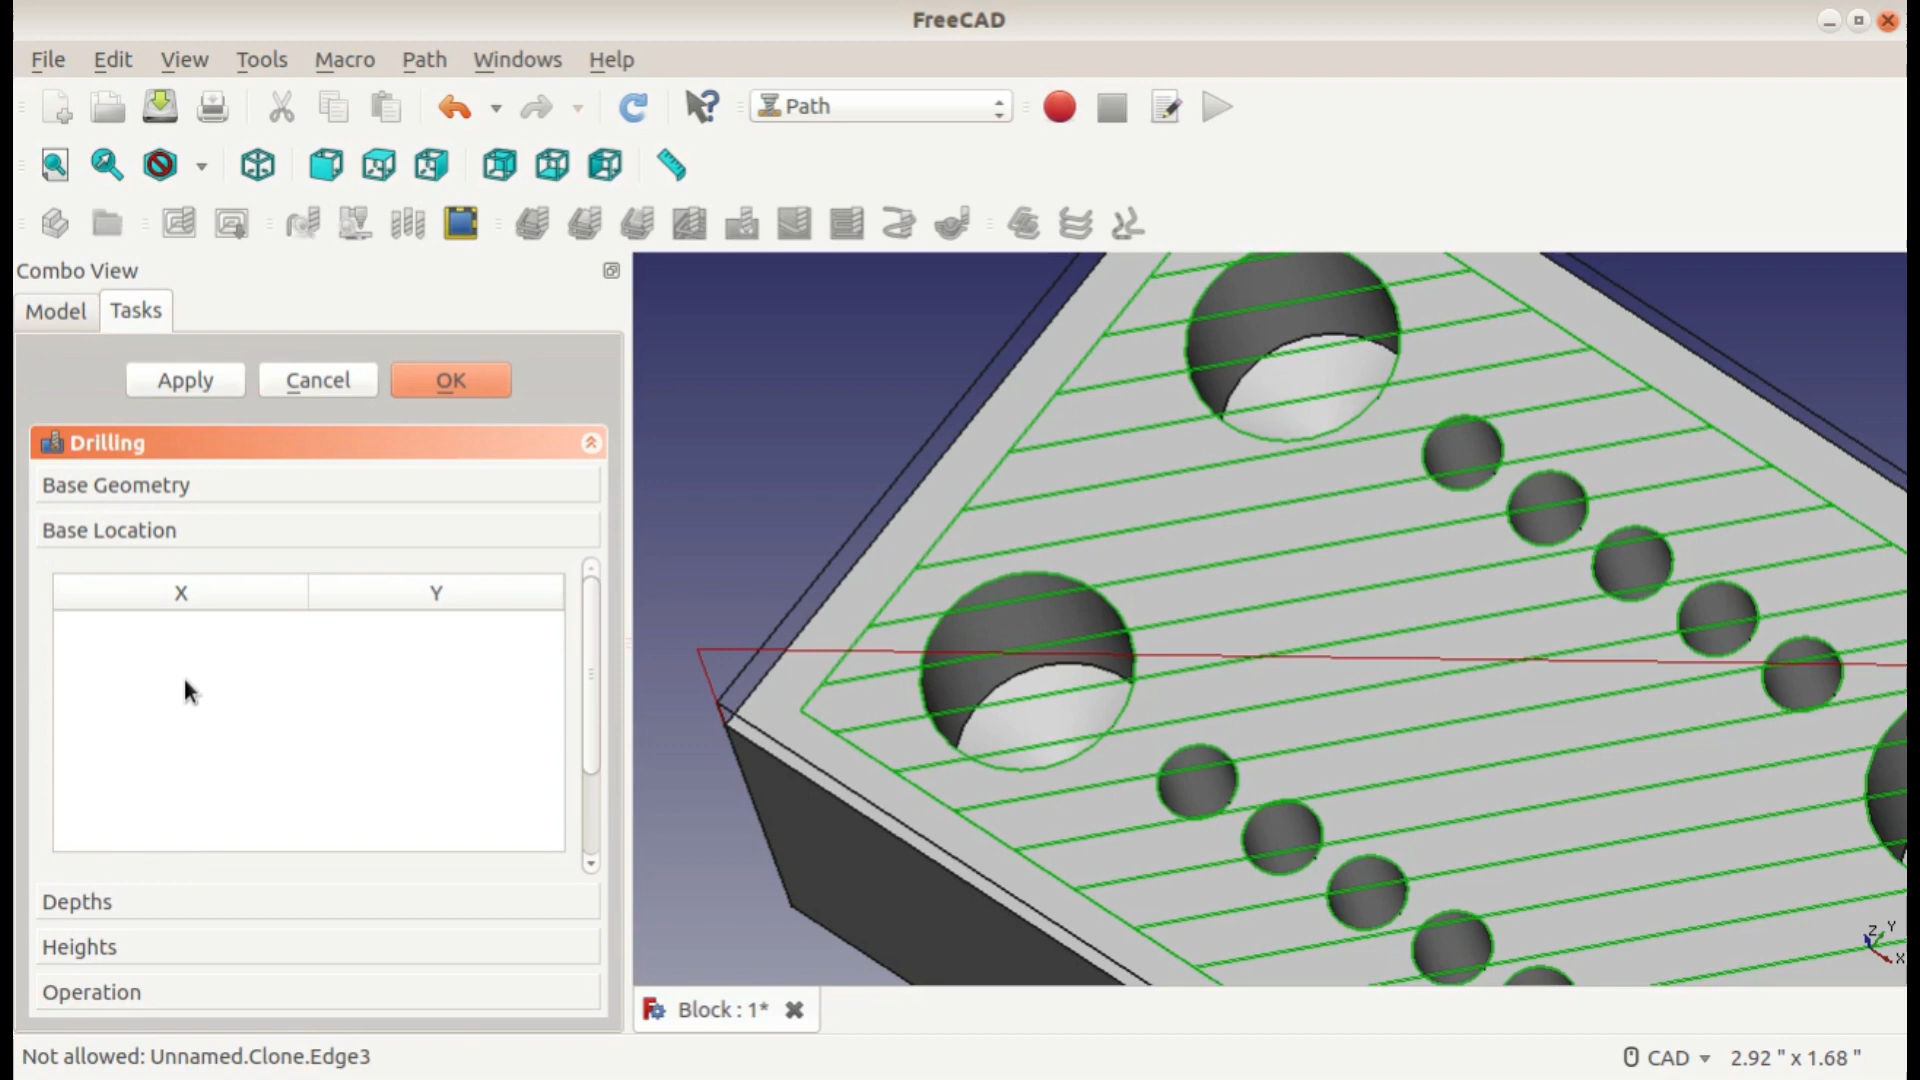 FreeCAD
File Edit View Tools Macro Path Windows Help
Path
Combo View
Model Tasks
Apply Cancel OK
Drilling
Base Geometry
Base Location
X Y
Depths
Heights
Operation
Z Y
X
Block : 1*
Not allowed: Unnamed.Clone.Edge3
CAD 2.92 " x 1.68 "